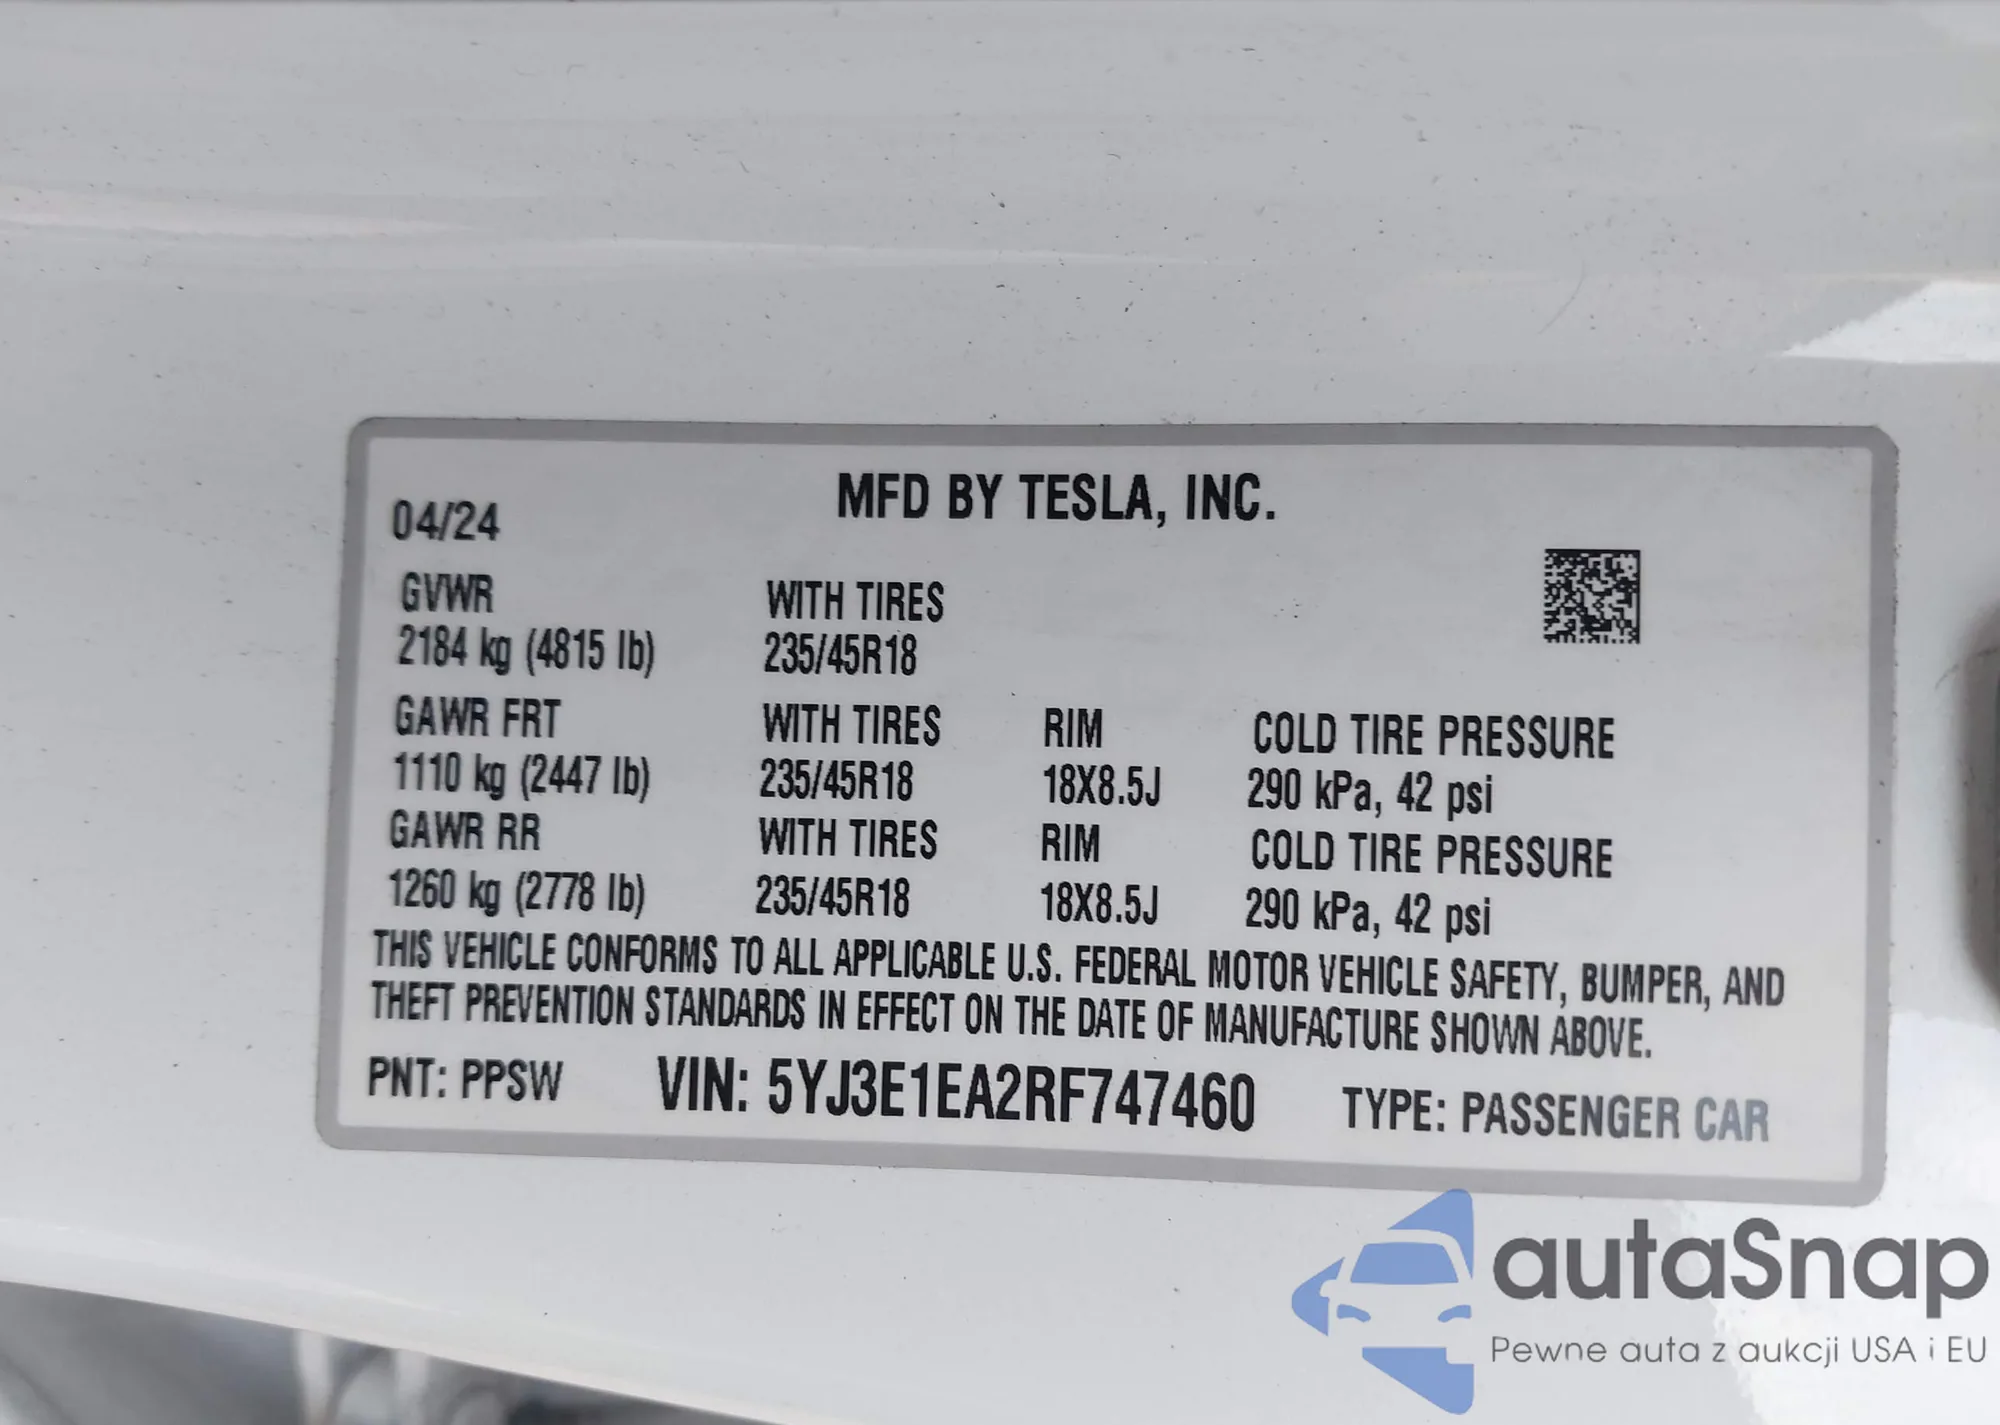 MFD BY TESLA, INC.
04/24
GVWR WITH TIRES
2184 kg (4815 lb) 235/45R18
GAWR FRT WITH TIRES RIM COLD TIRE PRESSURE
1110 kg (2447 lb) 235/45R18 18X8.5J 290 kPa, 42 psi
GAWR RR WITH TIRES RIM COLD TIRE PRESSURE
1260 kg (2778 lb) 235/45R18 18X8.5J 290 kPa, 42 psi
THIS VEHICLE CONFORMS TO ALL APPLICABLE U.S. FEDERAL MOTOR VEHICLE SAFETY, BUMPER, AND
THEFT PREVENTION STANDARDS IN EFFECT ON THE DATE OF MANUFACTURE SHOWN ABOVE.
PNT: PPSW VIN: 5YJ3E1EA2RF747460 TYPE: PASSENGER CAR
autaSnap
Pewne auta z aukcji USA i EU